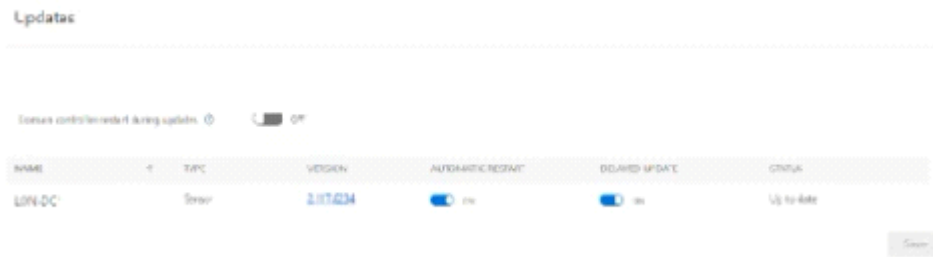 Updates
Domain controller restart during updates Off
NAME TYPE VERSION AUTOMATIC RESTART DELAYED UPDATE STATUS
Sensor ON ON Up to date
Save